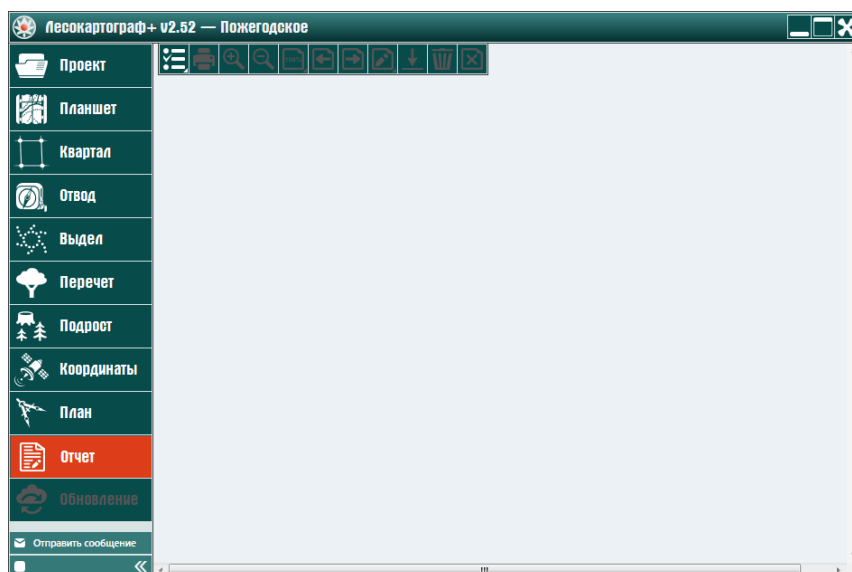 Лесокартограф+ v2.52 — Пожегодское
Проект
Планшет
Квартал
Отвод
Выдел
Перечет
Подрост
Координаты
План
Отчет
Обновление
Отправить сообщение